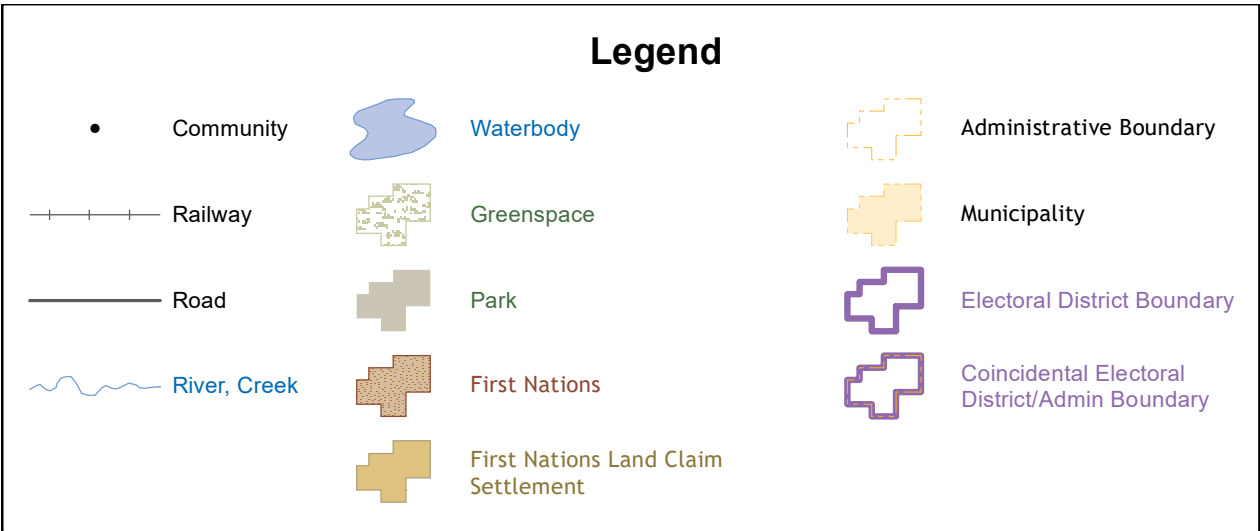 Legend
Community
Railway
Road
River, Creek
Waterbody
Greenspace
Park
First Nations
First Nations Land Claim
Settlement
Administrative Boundary
Municipality
Electoral District Boundary
Coincidental Electoral
District/Admin Boundary